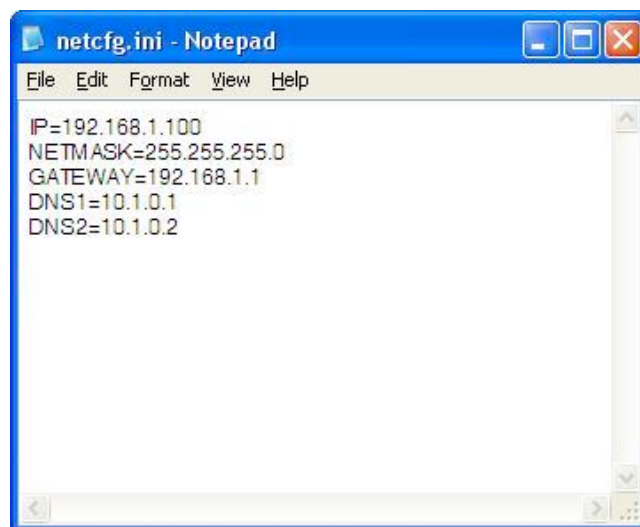 netcfg.ini - Notepad
File Edit Format View Help
IP=192.168.1.100
NETMASK=255.255.255.0
GATEWAY=192.168.1.1
DNS1=10.1.0.1
DNS2=10.1.0.2